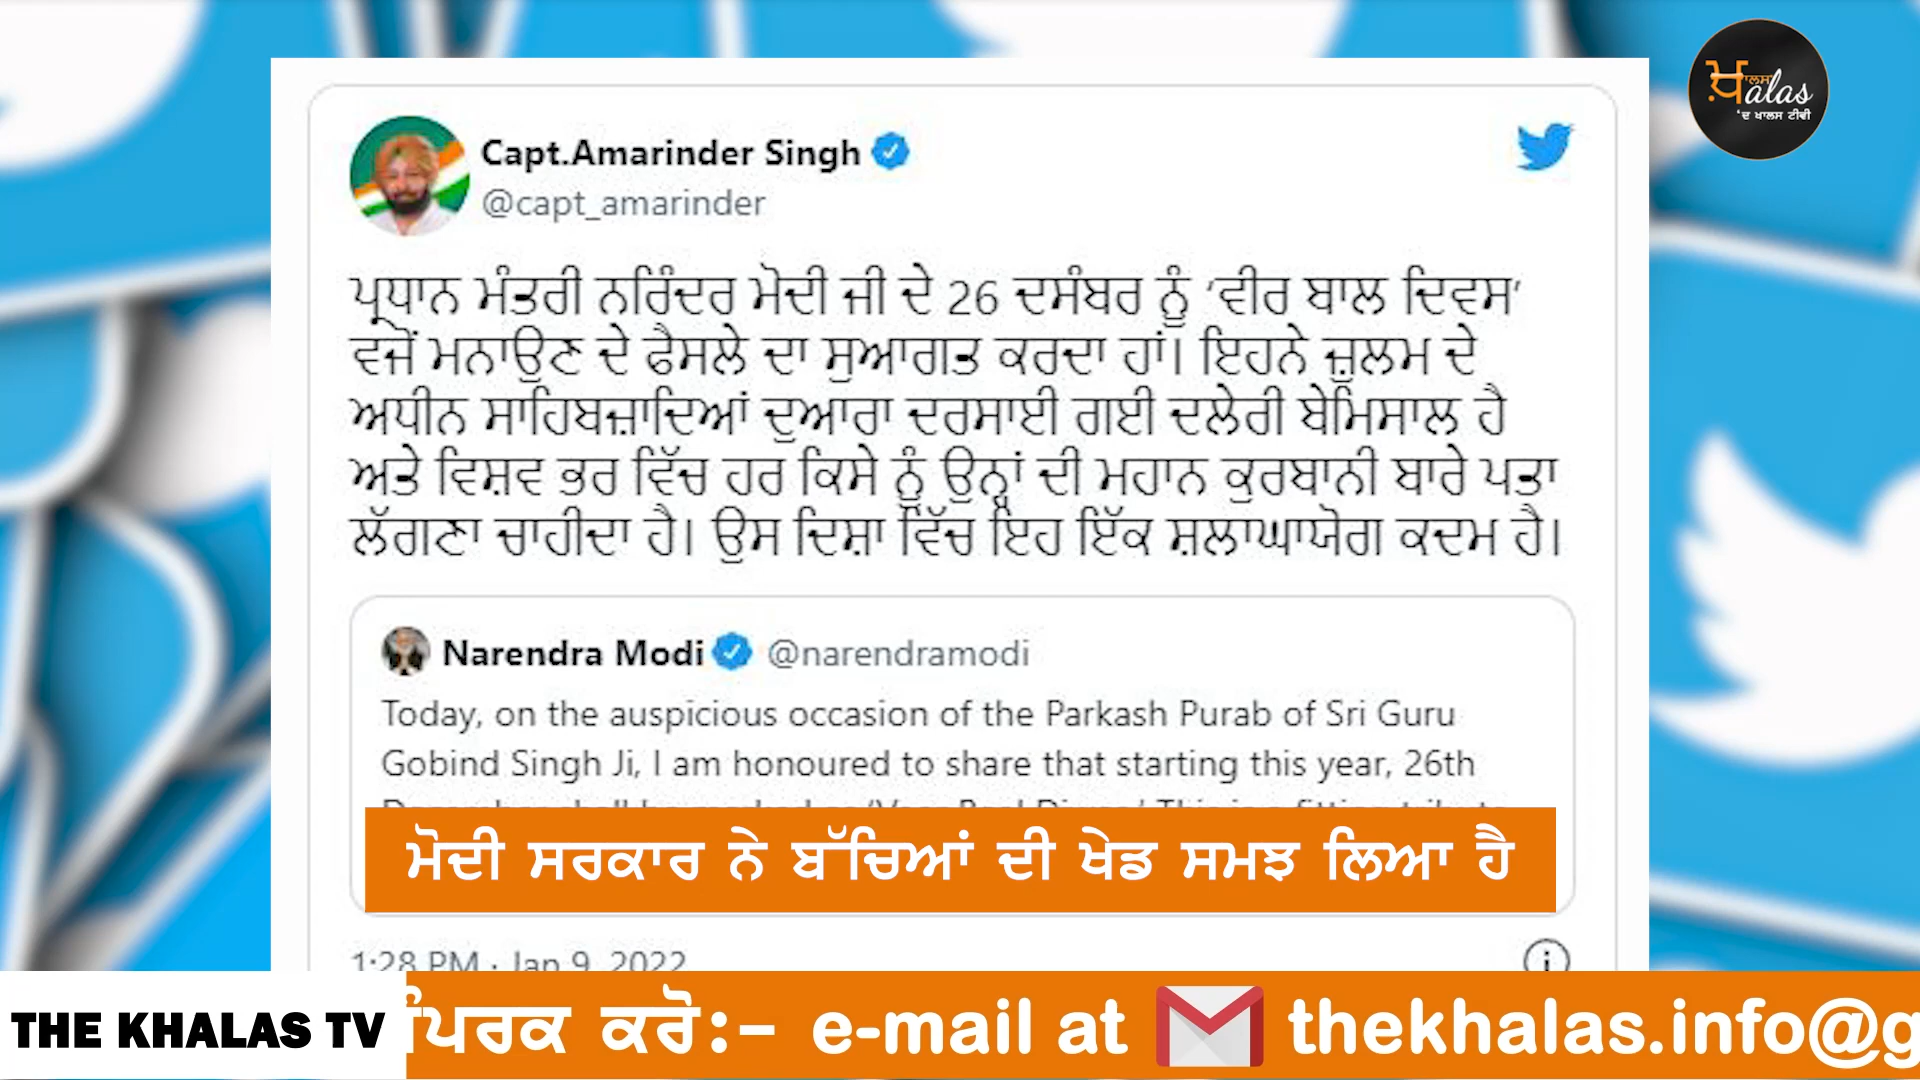 ਖ਼ਾਲਸ
alas
'ਦ ਖਾਲਸ ਟੀਵੀ
Capt.Amarinder Singh
@capt_amarinder
ਪ੍ਰਧਾਨ ਮੰਤਰੀ ਨਰਿੰਦਰ ਮੋਦੀ ਜੀ ਦੇ 26 ਦਸੰਬਰ ਨੂੰ ‘ਵੀਰ ਬਾਲ ਦਿਵਸ’
ਵਜੋਂ ਮਨਾਉਣ ਦੇ ਫੈਸਲੇ ਦਾ ਸੁਆਗਤ ਕਰਦਾ ਹਾਂ। ਇਹਨੇ ਜ਼ੁਲਮ ਦੇ
ਅਧੀਨ ਸਾਹਿਬਜ਼ਾਦਿਆਂ ਦੁਆਰਾ ਦਰਸਾਈ ਗਈ ਦਲੇਰੀ ਬੇਮਿਸਾਲ ਹੈ
ਅਤੇ ਵਿਸ਼ਵ ਭਰ ਵਿੱਚ ਹਰ ਕਿਸੇ ਨੂੰ ਉਨ੍ਹਾਂ ਦੀ ਮਹਾਨ ਕੁਰਬਾਨੀ ਬਾਰੇ ਪਤਾ
ਲੱਗਣਾ ਚਾਹੀਦਾ ਹੈ। ਉਸ ਦਿਸ਼ਾ ਵਿੱਚ ਇਹ ਇੱਕ ਸ਼ਲਾਘਾਯੋਗ ਕਦਮ ਹੈ।
Narendra Modi @narendramodi
Today, on the auspicious occasion of the Parkash Purab of Sri Guru
Gobind Singh Ji, I am honoured to share that starting this year, 26th
ਮੋਦੀ ਸਰਕਾਰ ਨੇ ਬੱਚਿਆਂ ਦੀ ਖੇਡ ਸਮਝ ਲਿਆ ਹੈ
1:28 PM · Jan 9, 2022
THE KHALAS TV ਕਰੋ:- e-mail at thekhalas.info@g